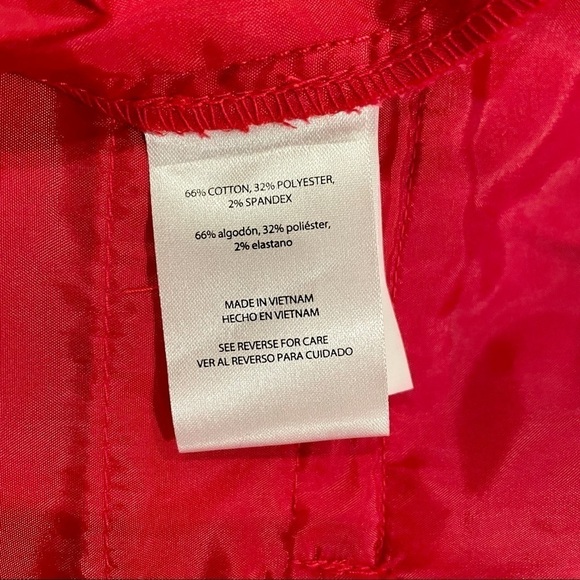 66% COTTON, 32% POLYESTER,
2% SPANDEX
66% algodón, 32% poliéster,
2% elastano
MADE IN VIETNAM
HECHO EN VIETNAM
SEE REVERSE FOR CARE
VER AL REVERSO PARA CUIDADO